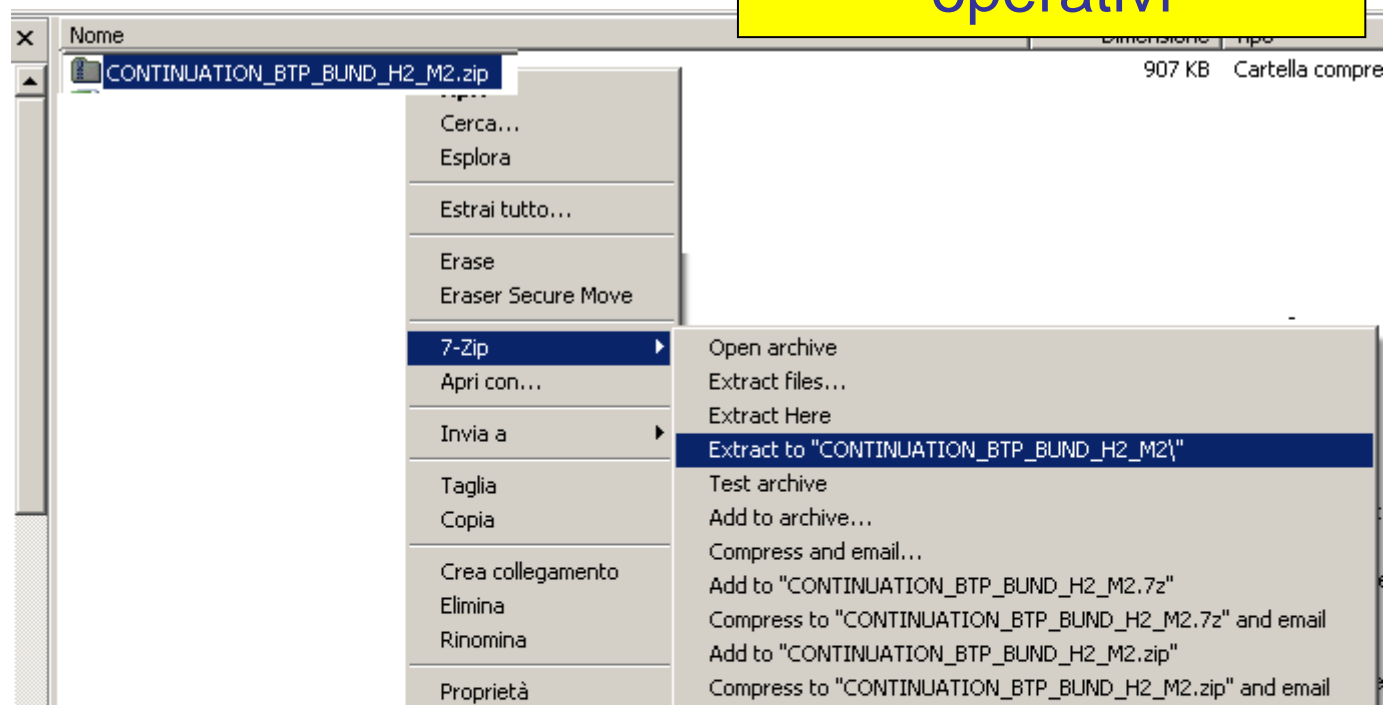 operativi
Nome
CONTINUATION_BTP_BUND_H2_M2.zip
907 KB Cartella compre
Cerca...
Esplora
Estrai tutto...
Erase
Eraser Secure Move
7-Zip
Apri con...
Invia a
Taglia
Copia
Crea collegamento
Elimina
Rinomina
Proprietà
Open archive
Extract files...
Extract Here
Extract to "CONTINUATION_BTP_BUND_H2_M2\"
Test archive
Add to archive...
Compress and email...
Add to "CONTINUATION_BTP_BUND_H2_M2.7z"
Compress to "CONTINUATION_BTP_BUND_H2_M2.7z" and email
Add to "CONTINUATION_BTP_BUND_H2_M2.zip"
Compress to "CONTINUATION_BTP_BUND_H2_M2.zip" and email